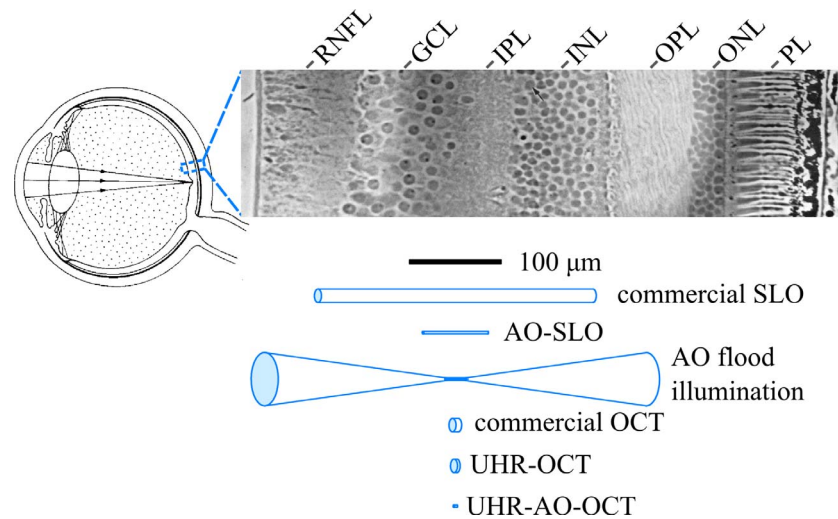 RNFL
GCL
IPL
INL
OPL
ONL
PL
100 μm
commercial SLO
AO-SLO
AO flood
illumination
commercial OCT
UHR-OCT
UHR-AO-OCT